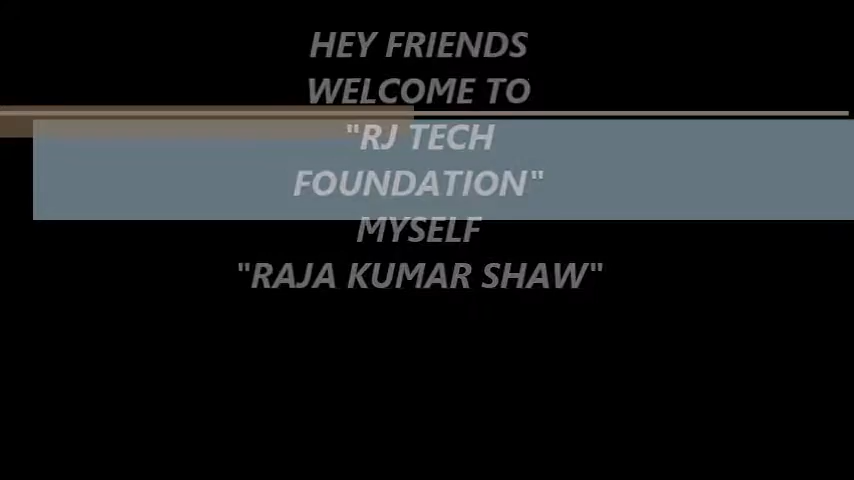 HEY FRIENDS
WELCOME TO
"RJ TECH
FOUNDATION"
MYSELF
"RAJA KUMAR SHAW"